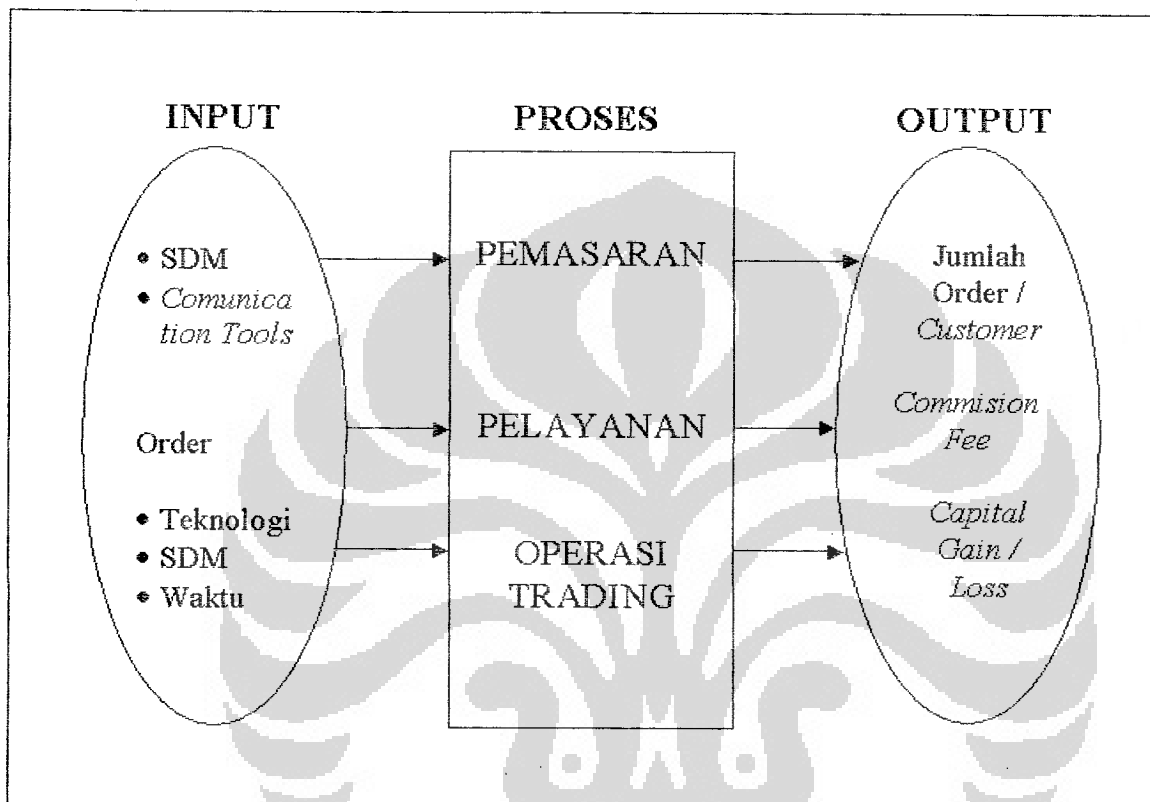 INPUT
PROSES
OUTPUT
• SDM
• Comunica
tion Tools
Order
• Teknologi
• SDM
• Waktu
PEMASARAN
PELAYANAN
OPERASI
TRADING
Jumlah
Order /
Customer
Commision
Fee
Capital
Gain /
Loss